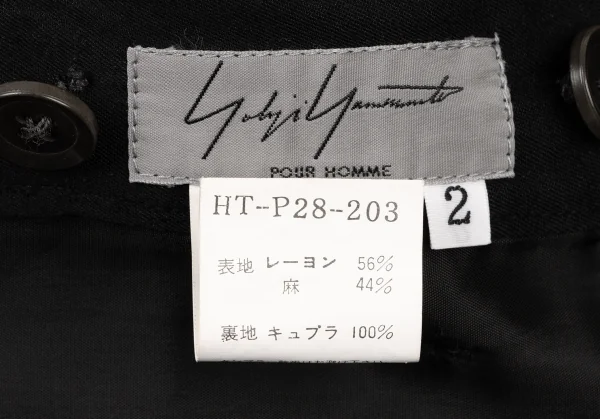 Yohji Yamamoto
POUR HOMME
HT-P28-203
2
表地 レーヨン 56%
麻 44%
裏地 キュプラ 100%